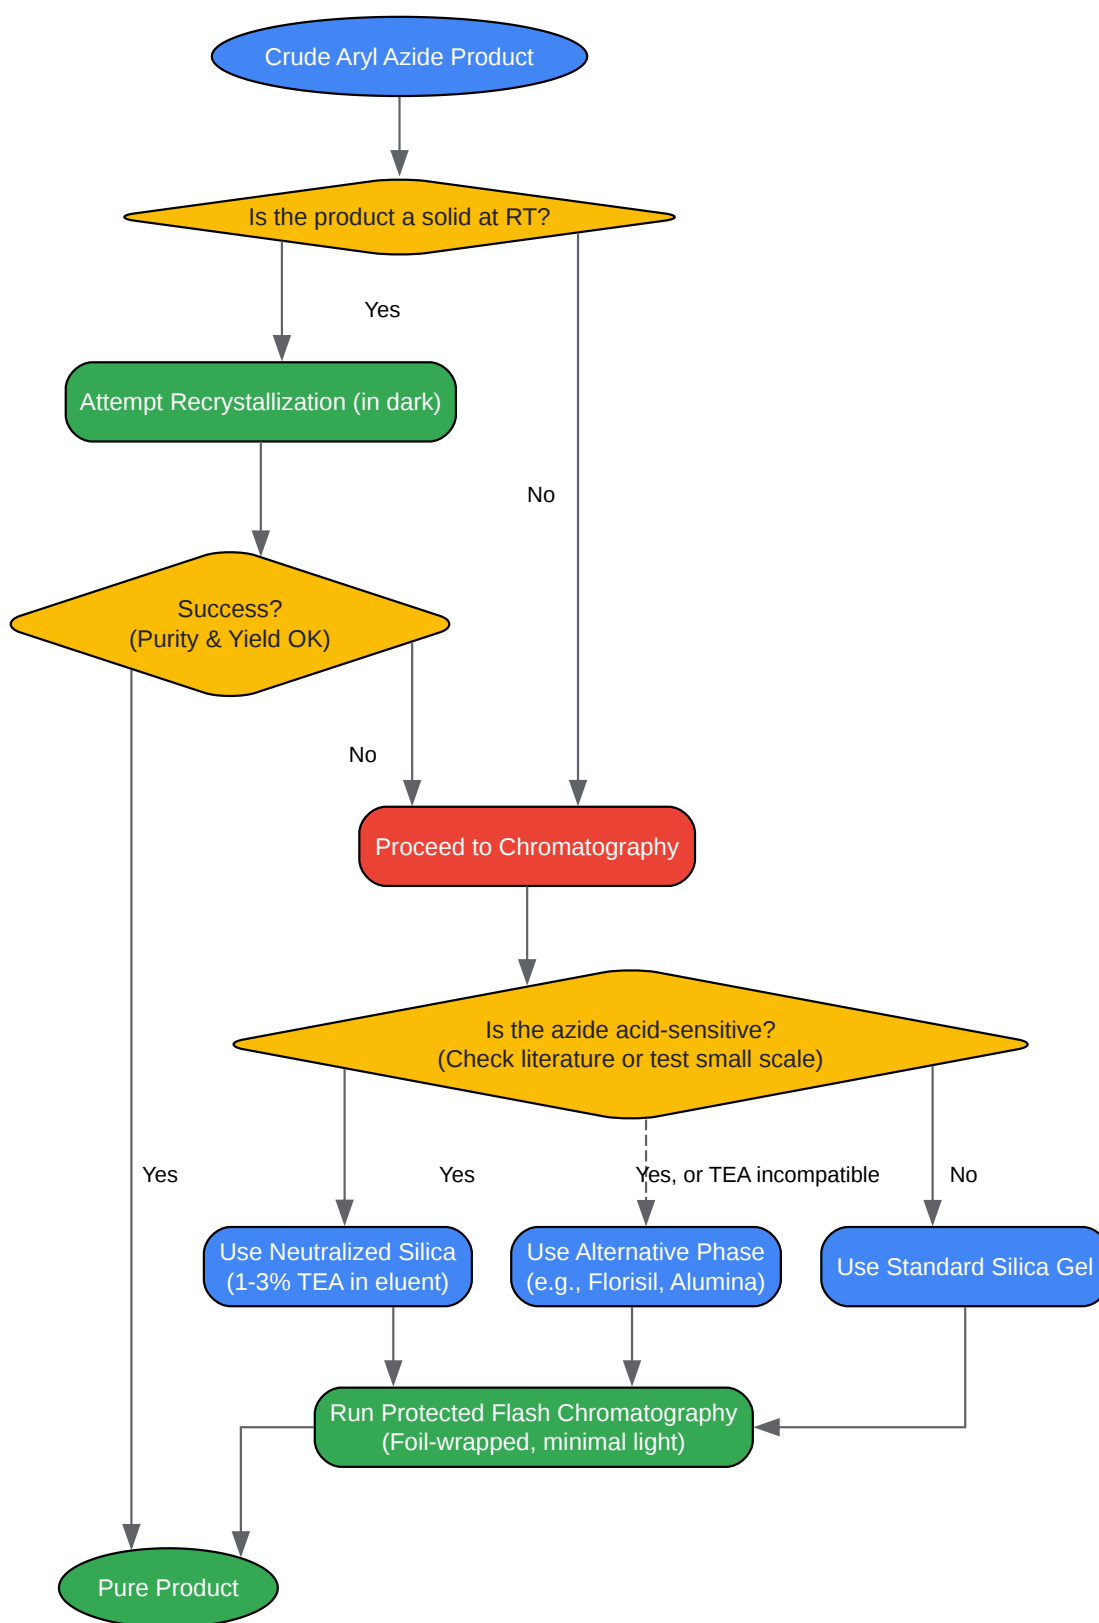 Crude Aryl Azide Product
Is the product a solid at RT?
Yes
Attempt Recrystallization (in dark)
No
Success?
(Purity & Yield OK)
No
Proceed to Chromatography
Is the azide acid-sensitive?
(Check literature or test small scale)
Yes
Yes
Yes, or TEA incompatible
No
Use Neutralized Silica
(1-3% TEA in eluent)
Use Alternative Phase
(e.g., Florisil, Alumina)
Use Standard Silica Gel
Run Protected Flash Chromatography
(Foil-wrapped, minimal light)
Pure Product